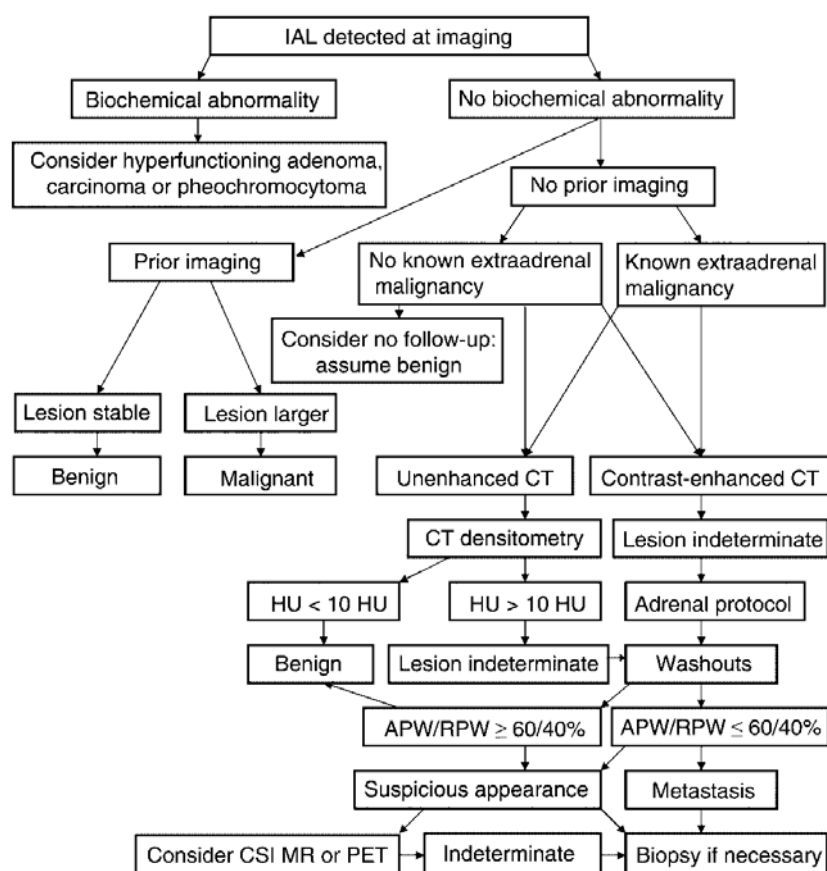 IAL detected at imaging
Biochemical abnormality
No biochemical abnormality
Consider hyperfunctioning adenoma,
carcinoma or pheochromocytoma
No prior imaging
Prior imaging
No known extraadrenal
malignancy
Known extraadrenal
malignancy
Consider no follow-up:
assume benign
Lesion stable
Lesion larger
Benign
Malignant
Unenhanced CT
Contrast-enhanced CT
CT densitometry
Lesion indeterminate
HU < 10 HU
HU > 10 HU
Adrenal protocol
Benign
Lesion indeterminate
Washouts
APW/RPW ≥ 60/40%
APW/RPW ≤ 60/40%
Suspicious appearance
Metastasis
Consider CSI MR or PET
Indeterminate
Biopsy if necessary